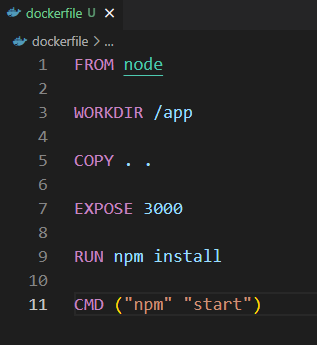 dockerfile U ×
dockerfile > ...
1 FROM node
2
3 WORKDIR /app
4
5 COPY . .
6
7 EXPOSE 3000
8
9 RUN npm install
10
11 CMD ("npm" "start")